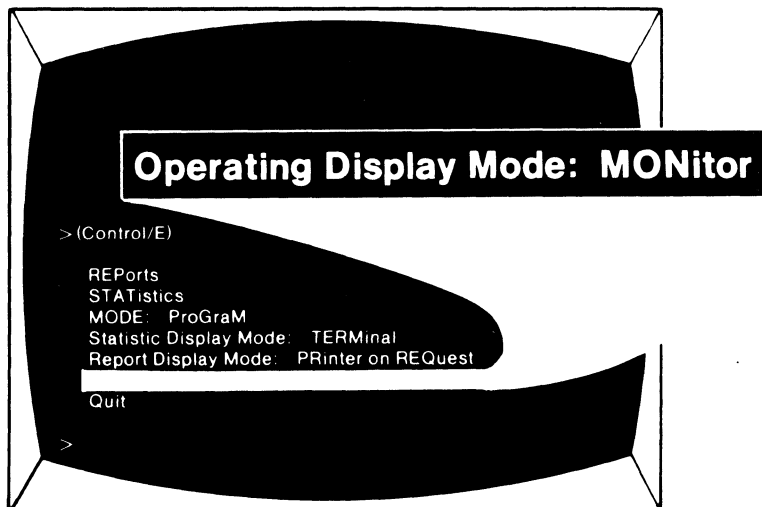 Operating Display Mode: MONitor
>(Control/E)
REPorts
STATistics
MODE: ProGraM
Statistic Display Mode: TERMinal
Report Display Mode: PRinter on REQuest
Quit
>